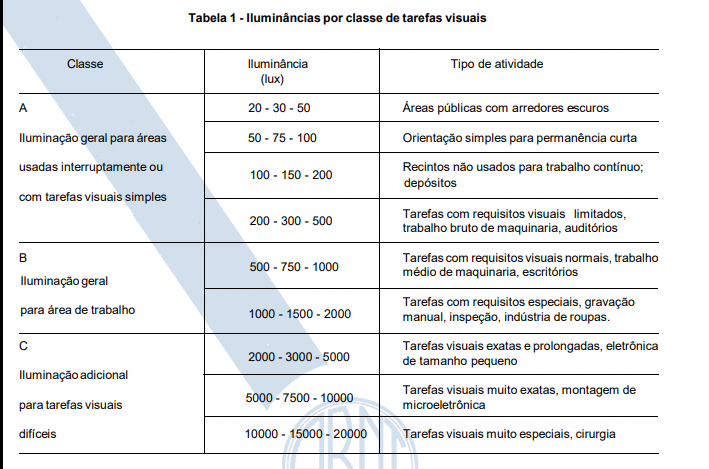 Tabela 1 - Iluminâncias por classe de tarefas visuais
Classe
Iluminância
(lux)
Tipo de atividade
A
Iluminação geral para áreas
usadas interruptamente ou
com tarefas visuais simples
20 - 30 - 50
Áreas públicas com arredores escuros
50 - 75 - 100
Orientação simples para permanência curta
100 - 150 - 200
Recintos não usados para trabalho contínuo;
depósitos
200 - 300 - 500
Tarefas com requisitos visuais limitados,
trabalho bruto de maquinaria, auditórios
B
Iluminação geral
para área de trabalho
500 - 750 - 1000
Tarefas com requisitos visuais normais, trabalho
médio de maquinaria, escritórios
1000 - 1500 - 2000
Tarefas com requisitos especiais, gravação
manual, inspeção, indústria de roupas.
C
Iluminação adicional
para tarefas visuais
difíceis
2000 - 3000 - 5000
Tarefas visuais exatas e prolongadas, eletrônica
de tamanho pequeno
5000 - 7500 - 10000
Tarefas visuais muito exatas, montagem de
microeletrônica
10000 - 15000 - 20000
Tarefas visuais muito especiais, cirurgia
ABNT